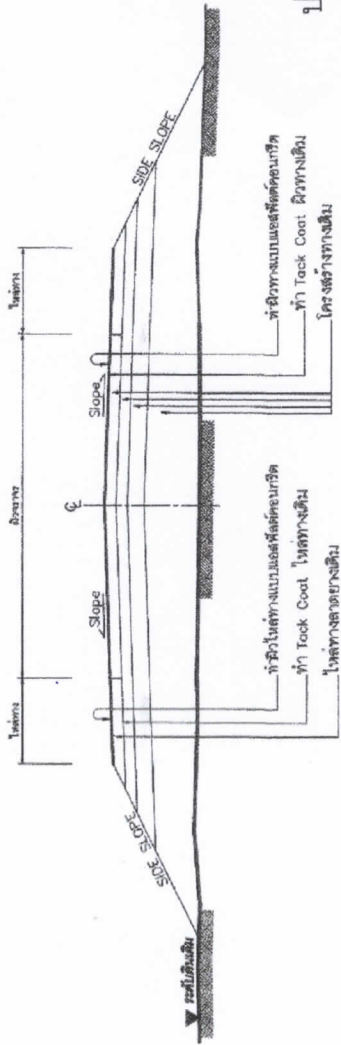 ไหล่ทาง
ผิวจราจร
ไหล่ทาง
SIDE SLOPE
Slope
℄
Slope
SIDE SLOPE
ระดับดินเดิม
ทำผิวไหล่ทางแบบแอสฟัลต์คอนกรีต
ทำ Tack Coat ไหล่ทางเดิม
ไหล่ทางลาดยางเดิม
ทำผิวทางแบบแอสฟัลต์คอนกรีต
ทำ Tack Coat ผิวทางเดิม
โครงสร้างทางเดิม